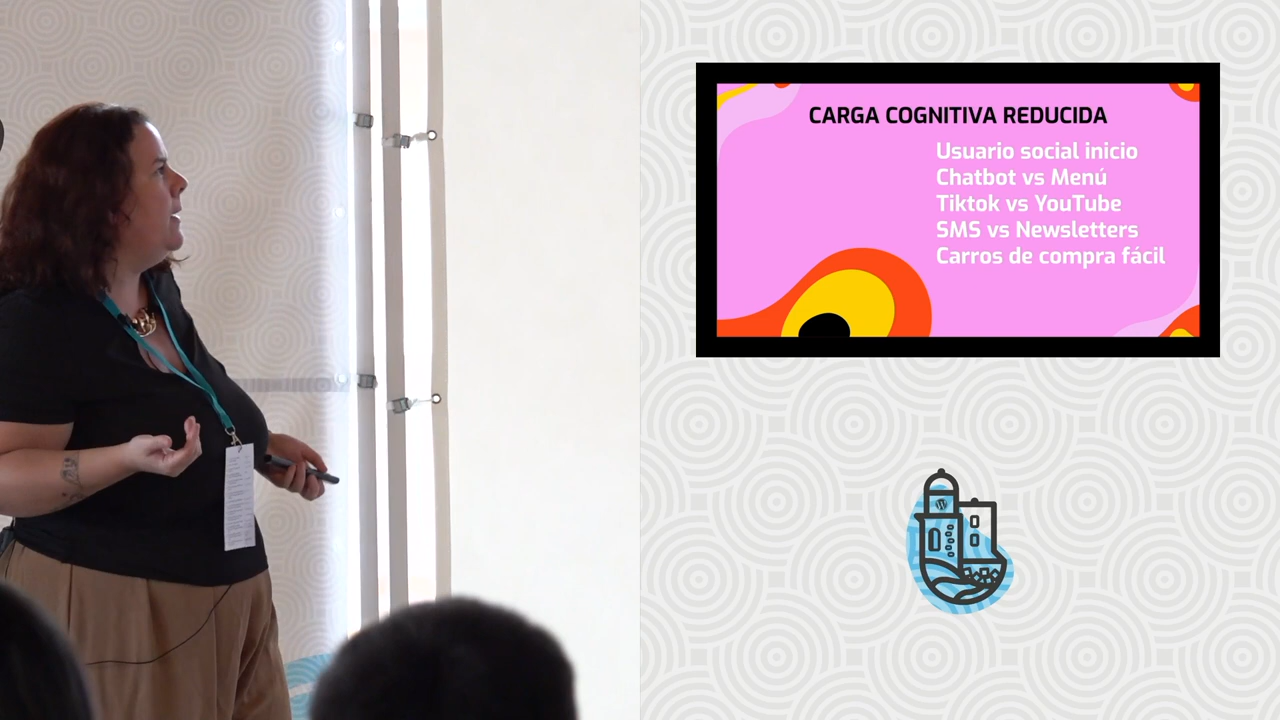 CARGA COGNITIVA REDUCIDA
Usuario social inicio
Chatbot vs Menú
Tiktok vs YouTube
SMS vs Newsletters
Carros de compra fácil